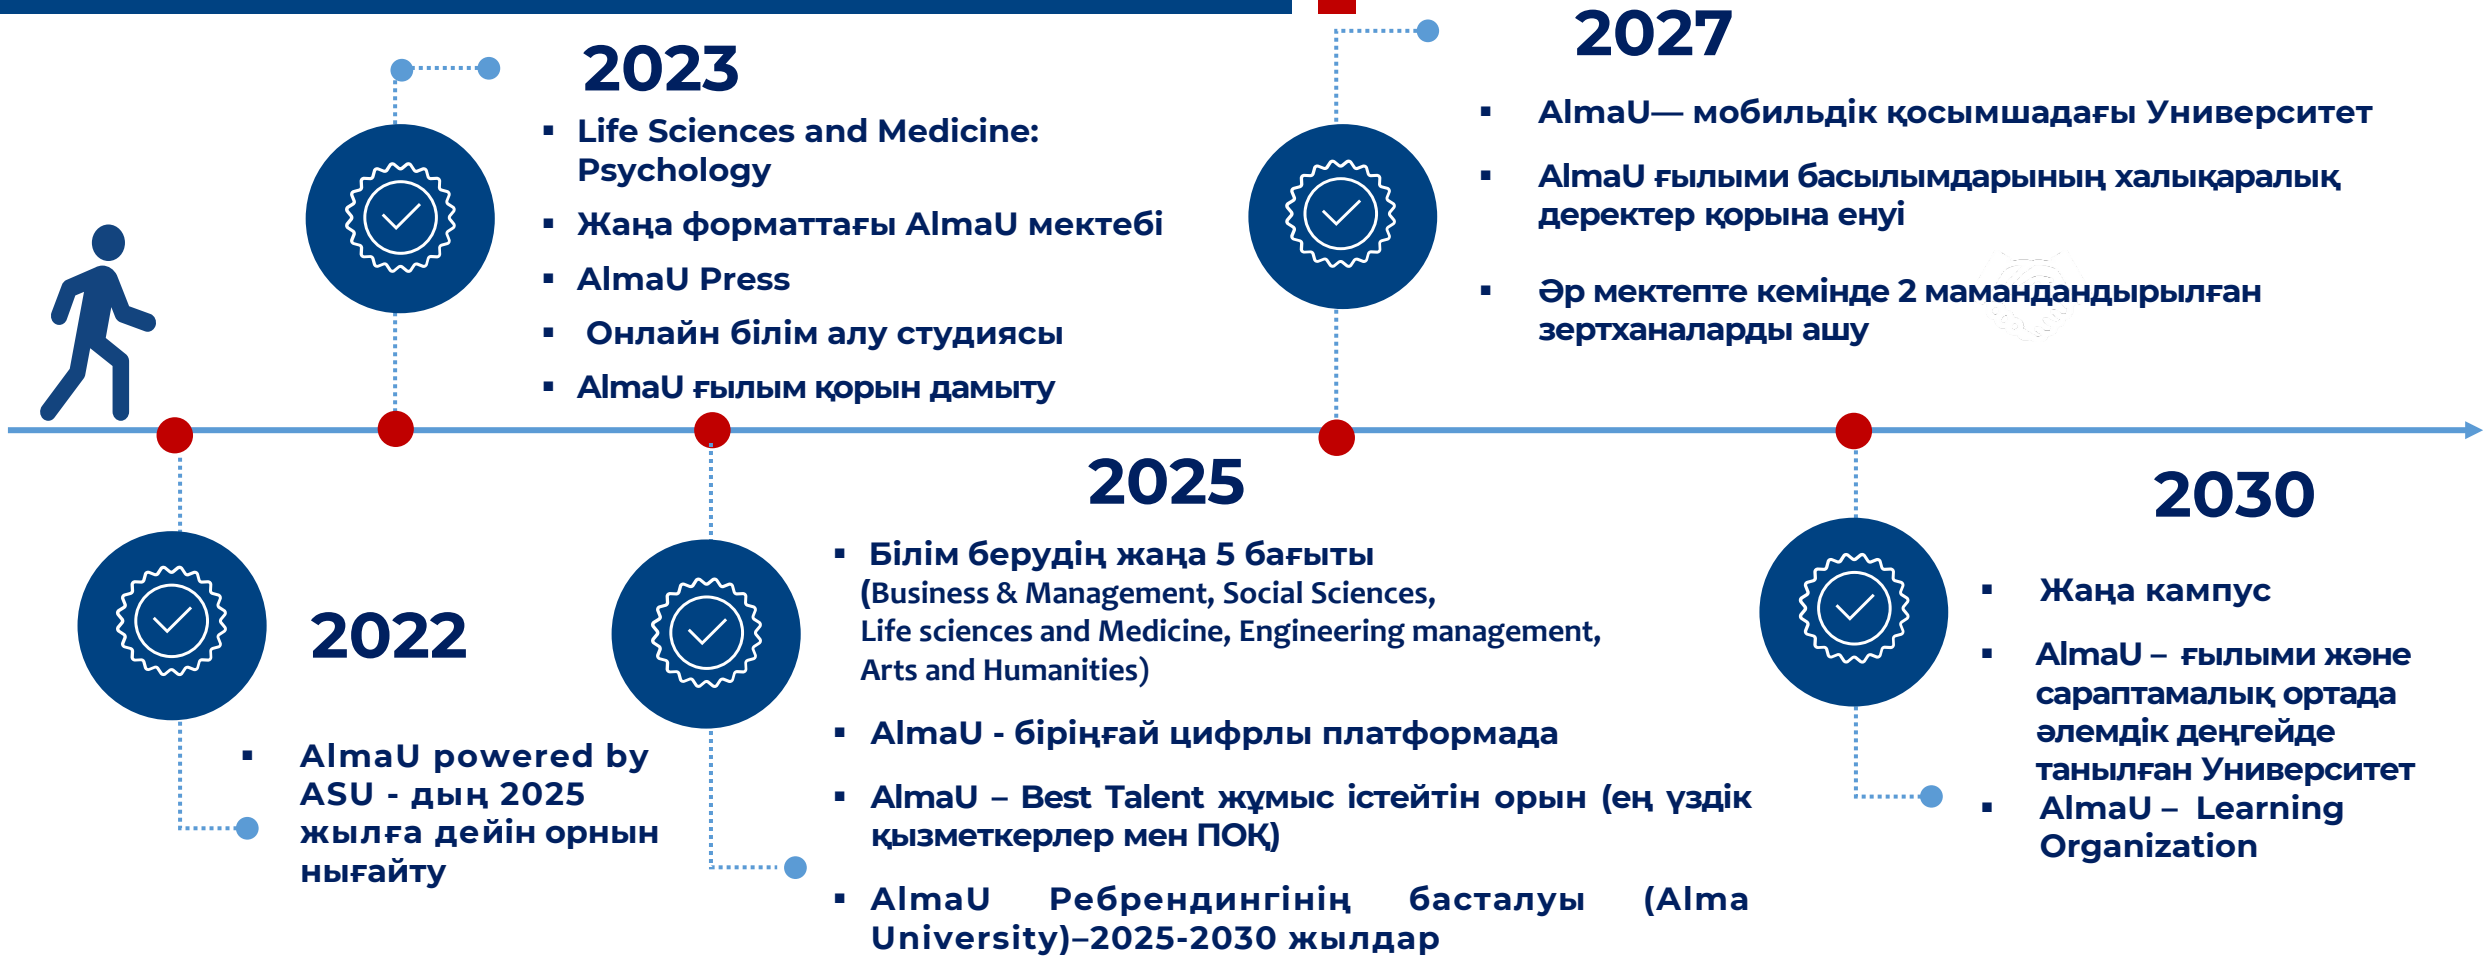 2023
▪ Life Sciences and Medicine:
Psychology
▪ Жаңа форматтағы AlmaU мектебі
▪ AlmaU Press
▪ Онлайн білім алу студиясы
▪ AlmaU ғылым қорын дамыту
2027
▪ AlmaU— мобильдік қосымшадағы Университет
▪ AlmaU ғылыми басылымдарының халықаралық
деректер қорына енуі
▪ Әр мектепте кемінде 2 мамандандырылған
зертханаларды ашу
2022
▪ AlmaU powered by
ASU - дың 2025
жылға дейін орнын
нығайту
2025
▪ Білім берудің жаңа 5 бағыты
(Business & Management, Social Sciences,
Life sciences and Medicine, Engineering management,
Arts and Humanities)
▪ AlmaU - біріңғай цифрлы платформада
▪ AlmaU – Best Talent жұмыс істейтін орын (ең үздік
қызметкерлер мен ПОҚ)
▪ AlmaU Ребрендингінің басталуы (Alma
University)–2025-2030 жылдар
2030
▪ Жаңа кампус
▪ AlmaU – ғылыми және
сараптамалық ортада
әлемдік деңгейде
танылған Университет
▪ AlmaU – Learning
Organization